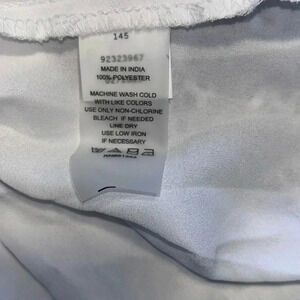 145
92323967
MADE IN INDIA
100% POLYESTER
MACHINE WASH COLD
WITH LIKE COLORS
USE ONLY NON-CHLORINE
BLEACH IF NEEDED
LINE DRY
USE LOW IRON
IF NECESSARY